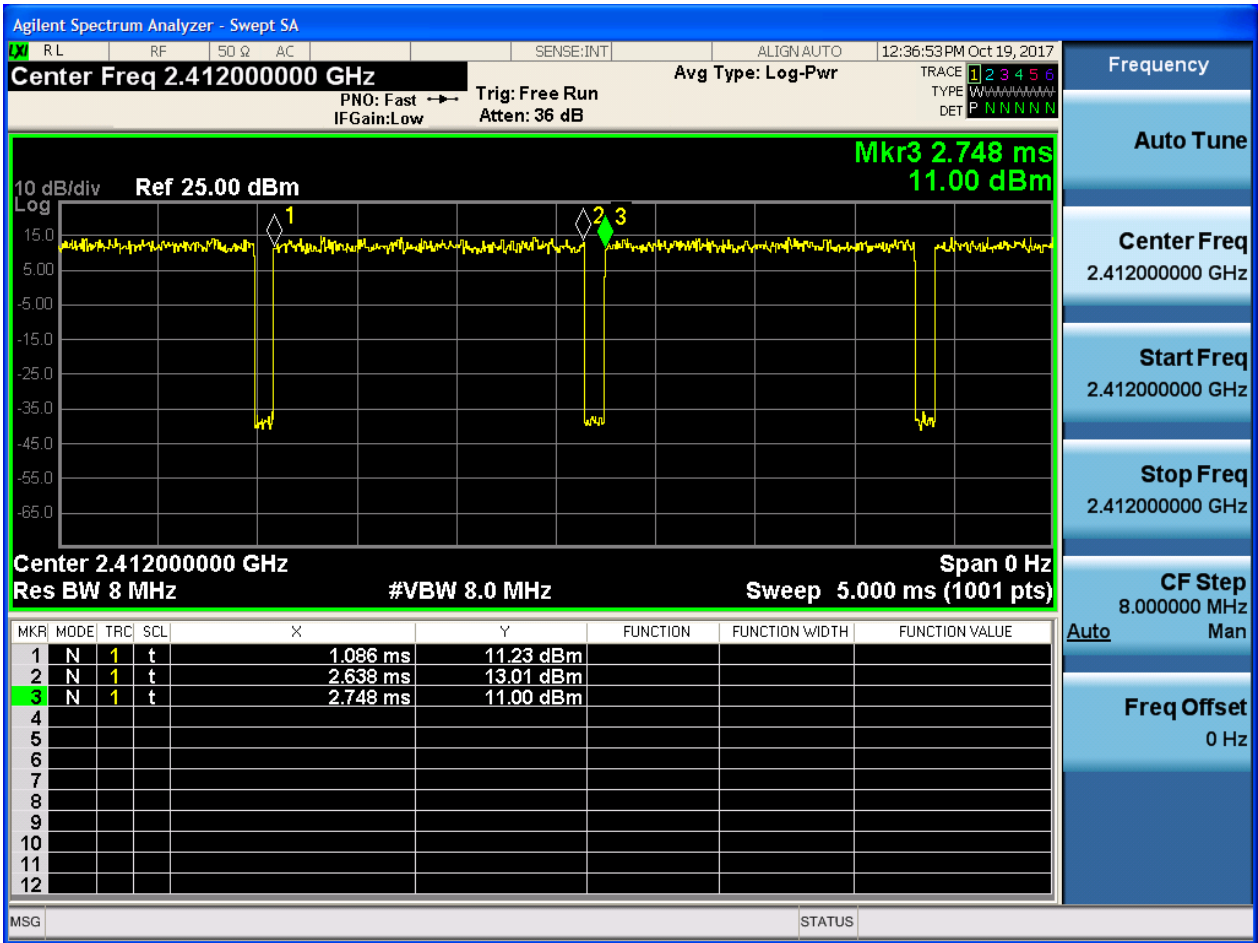 Agilent Spectrum Analyzer - Swept SA
LXI RL RF 50 Ω AC SENSE:INT ALIGNAUTO 12:36:53PM Oct 19, 2017
Center Freq 2.412000000 GHz
PNO: Fast
IFGain:Low
Trig: Free Run
Atten: 36 dB
Avg Type: Log-Pwr
TRACE 1 2 3 4 5 6
TYPE WWWWWW
DET P N N N N N
Mkr3 2.748 ms
11.00 dBm
10 dB/div Ref 25.00 dBm
Log
1 2 3
15.0
5.00
-5.00
-15.0
-25.0
-35.0
-45.0
-55.0
-65.0
Center 2.412000000 GHz Span 0 Hz
Res BW 8 MHz #VBW 8.0 MHz Sweep 5.000 ms (1001 pts)
MKR MODE TRC SCL X Y FUNCTION FUNCTION WIDTH FUNCTION VALUE
1 N 1 t 1.086 ms 11.23 dBm
2 N 1 t 2.638 ms 13.01 dBm
3 N 1 t 2.748 ms 11.00 dBm
4
5
6
7
8
9
10
11
12
MSG STATUS
Frequency
Auto Tune
Center Freq
2.412000000 GHz
Start Freq
2.412000000 GHz
Stop Freq
2.412000000 GHz
CF Step
8.000000 MHz
Auto Man
Freq Offset
0 Hz